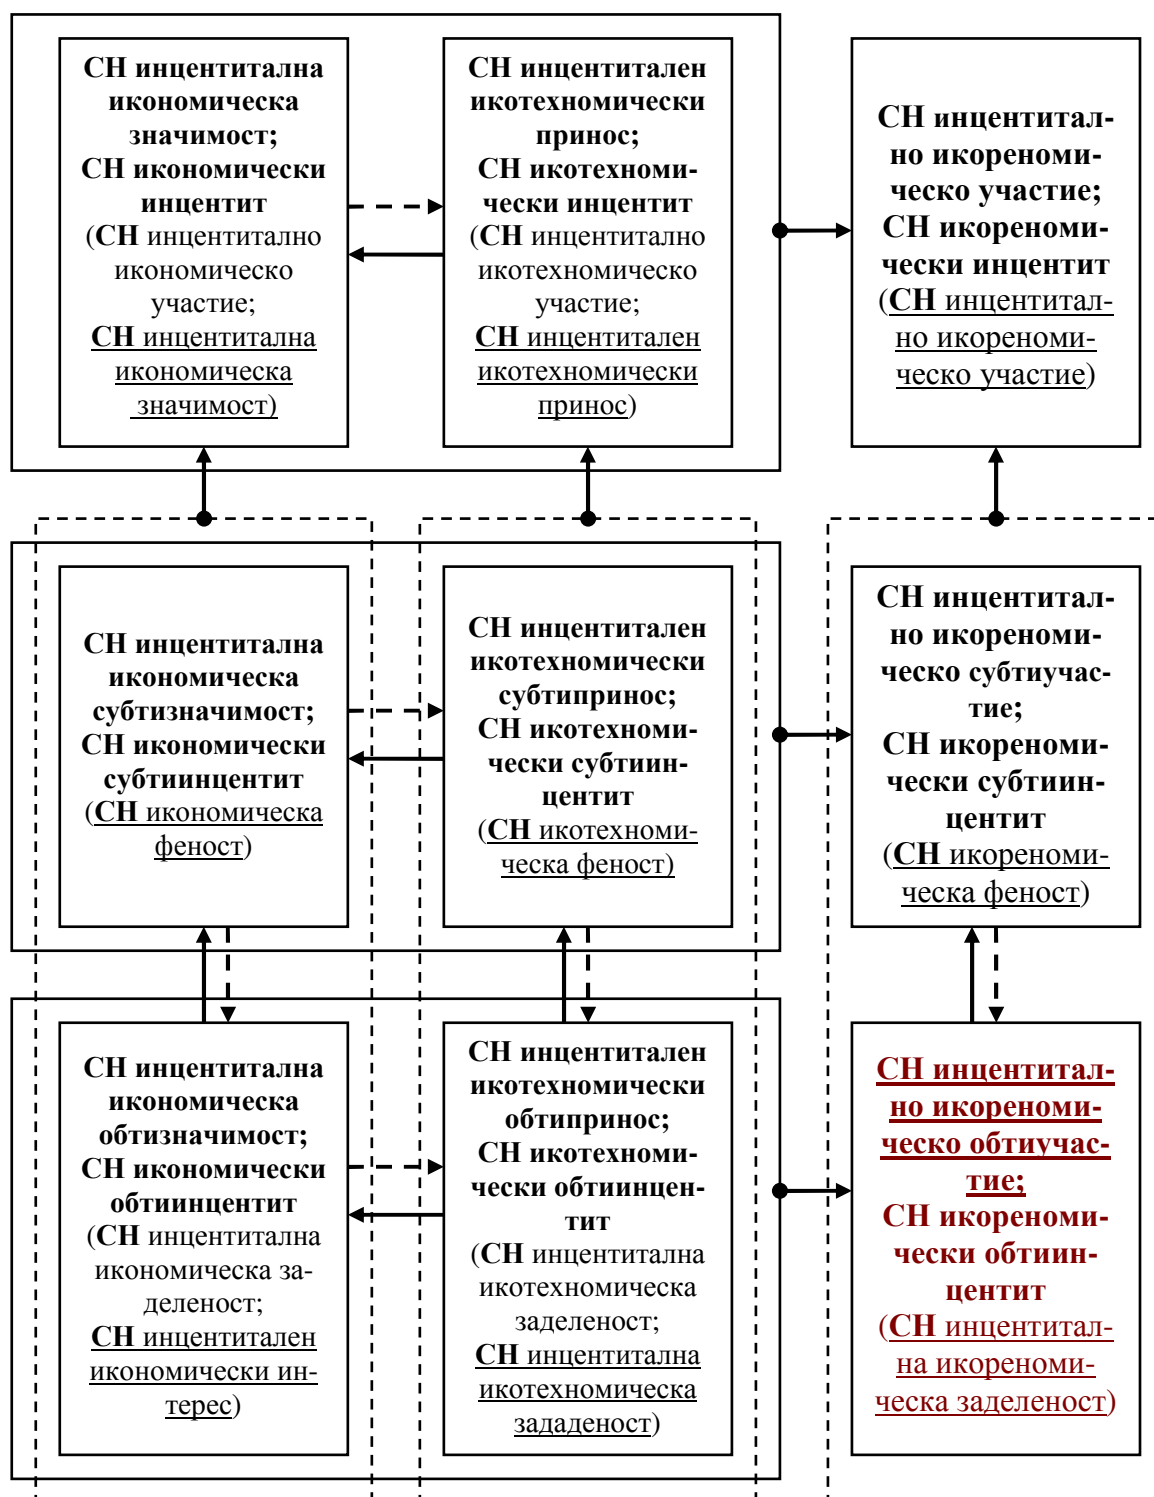 СН инцентитална
икономическа
значимост;
СН икономически
инцентит
(СН инцентитално
икономическо
участие;
СН инцентитална
икономическа
значимост)
СН инцентитален
икотехномически
принос;
СН икотехноми-
чески инцентит
(СН инцентитално
икотехномическо
участие;
СН инцентитален
икотехномически
принос)
СН инцентитал-
но икореноми-
ческо участие;
СН икореноми-
чески инцентит
(СН инцентитал-
но икореноми-
ческо участие)
СН инцентитална
икономическа
субтизначимост;
СН икономически
субтиинцентит
(СН икономическа
феност)
СН инцентитален
икотехномически
субтипринос;
СН икотехноми-
чески субтиин-
центит
(СН икотехноми-
ческа феност)
СН инцентитал-
но икореноми-
ческо субтиучас-
тие;
СН икореноми-
чески субтиин-
центит
(СН икореноми-
ческа феност)
СН инцентитална
икономическа
обтизначимост;
СН икономически
обтиинцентит
(СН инцентитална
икономическа за-
деленост;
СН инцентитален
икономически ин-
терес)
СН инцентитален
икотехномически
обтипринос;
СН икотехноми-
чески обтиинцен-
тит
(СН инцентитална
икотехномическа
заделеност;
СН инцентитална
икотехномическа
зададеност)
СН инцентитал-
но икореноми-
ческо обтиучас-
тие;
СН икореноми-
чески обтиин-
центит
(СН инцентитал-
на икореноми-
ческа заделеност)